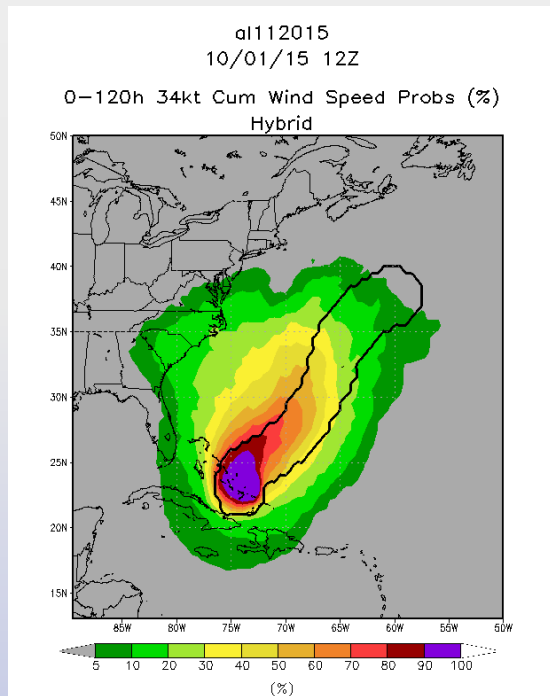 al112015
10/01/15 12Z
0-120h 34kt Cum Wind Speed Probs (%)
Hybrid
50N
45N
40N
35N
30N
25N
20N
15N
85W 80W 75W 70W 65W 60W 55W 50W
5 10 20 30 40 50 60 70 80 90 100
(%)